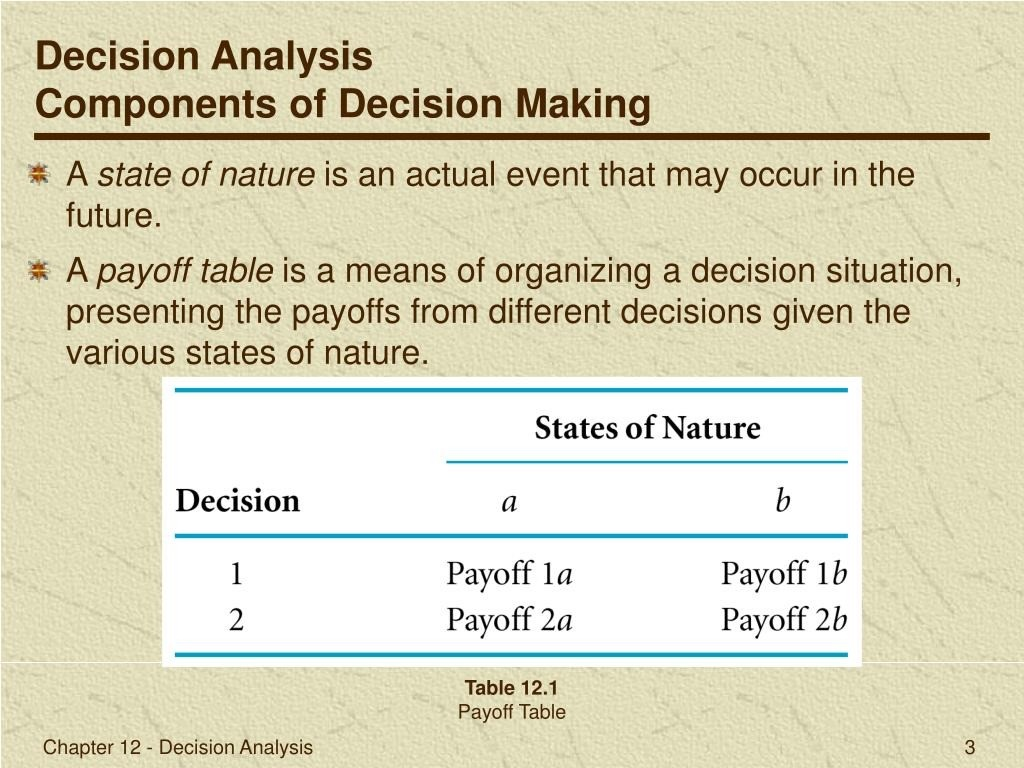 Decision Analysis
Components of Decision Making
A state of nature is an actual event that may occur in the
future.
A payoff table is a means of organizing a decision situation,
presenting the payoffs from different decisions given the
various states of nature.
States of Nature
Decision a b
1 Payoff 1a Payoff 1b
2 Payoff 2a Payoff 2b
Table 12.1
Payoff Table
Chapter 12 - Decision Analysis 3